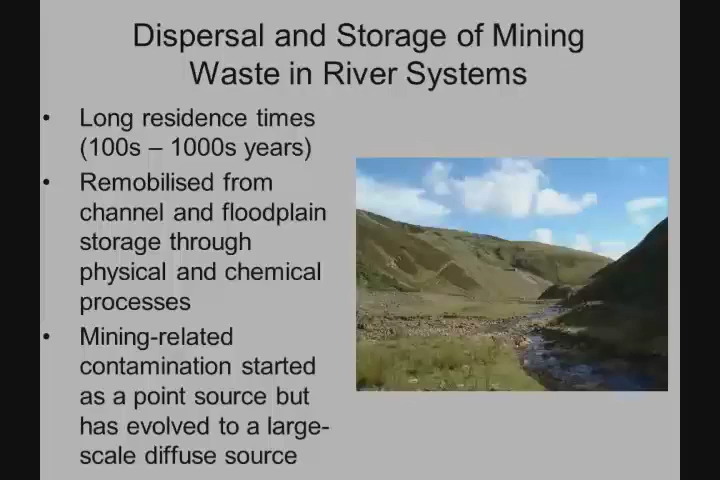 Dispersal and Storage of Mining
Waste in River Systems
• Long residence times
(100s – 1000s years)
• Remobilised from
channel and floodplain
storage through
physical and chemical
processes
• Mining-related
contamination started
as a point source but
has evolved to a large-
scale diffuse source